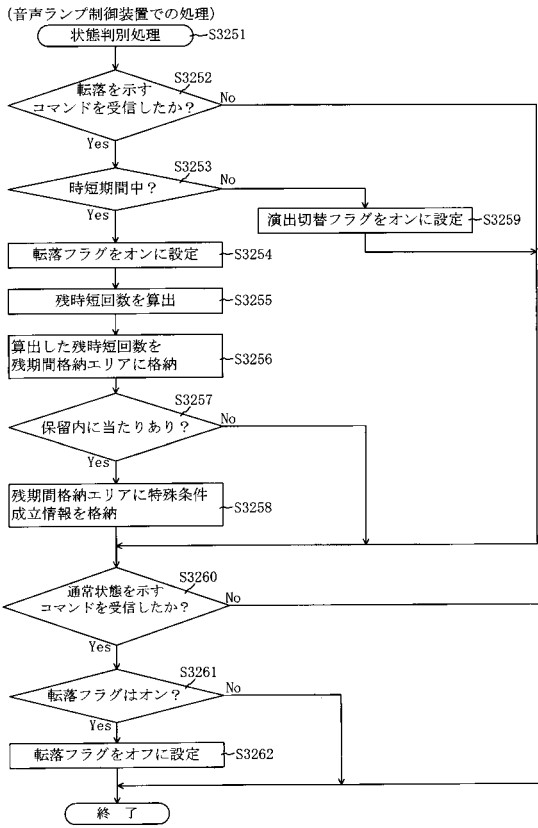 (音声ランプ制御装置での処理)
状態判別処理
S3251
S3252
転落を示す
コマンドを受信したか?
No
Yes
S3253
時短期間中?
No
Yes
演出切替フラグをオンに設定
S3259
転落フラグをオンに設定
S3254
残時短回数を算出
S3255
算出した残時短回数を
残期間格納エリアに格納
S3256
S3257
保留内に当たりあり?
No
Yes
残期間格納エリアに特殊条件
成立情報を格納
S3258
S3260
通常状態を示す
コマンドを受信したか?
No
Yes
S3261
転落フラグはオン?
No
Yes
転落フラグをオフに設定
S3262
終 了